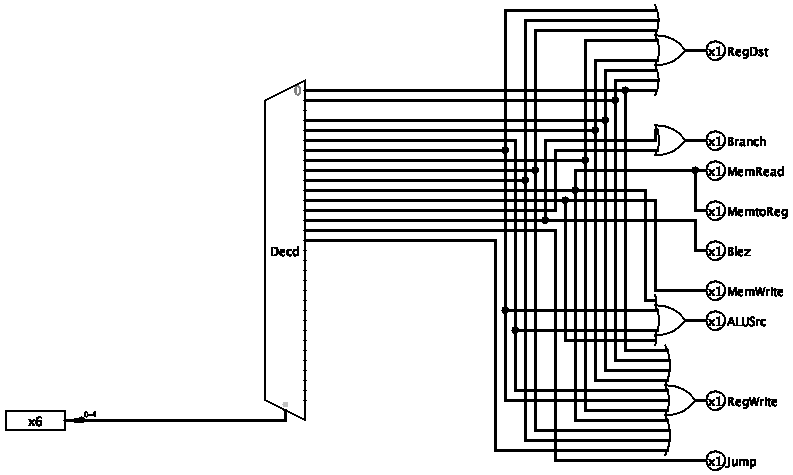 x1 RegDst
0
x1 Branch
x1 MemRead
x1 MemtoReg
Decd
x1 Blez
x1 MemWrite
x1 ALUSrc
x1 RegWrite
0-4
x6
x1 Jump